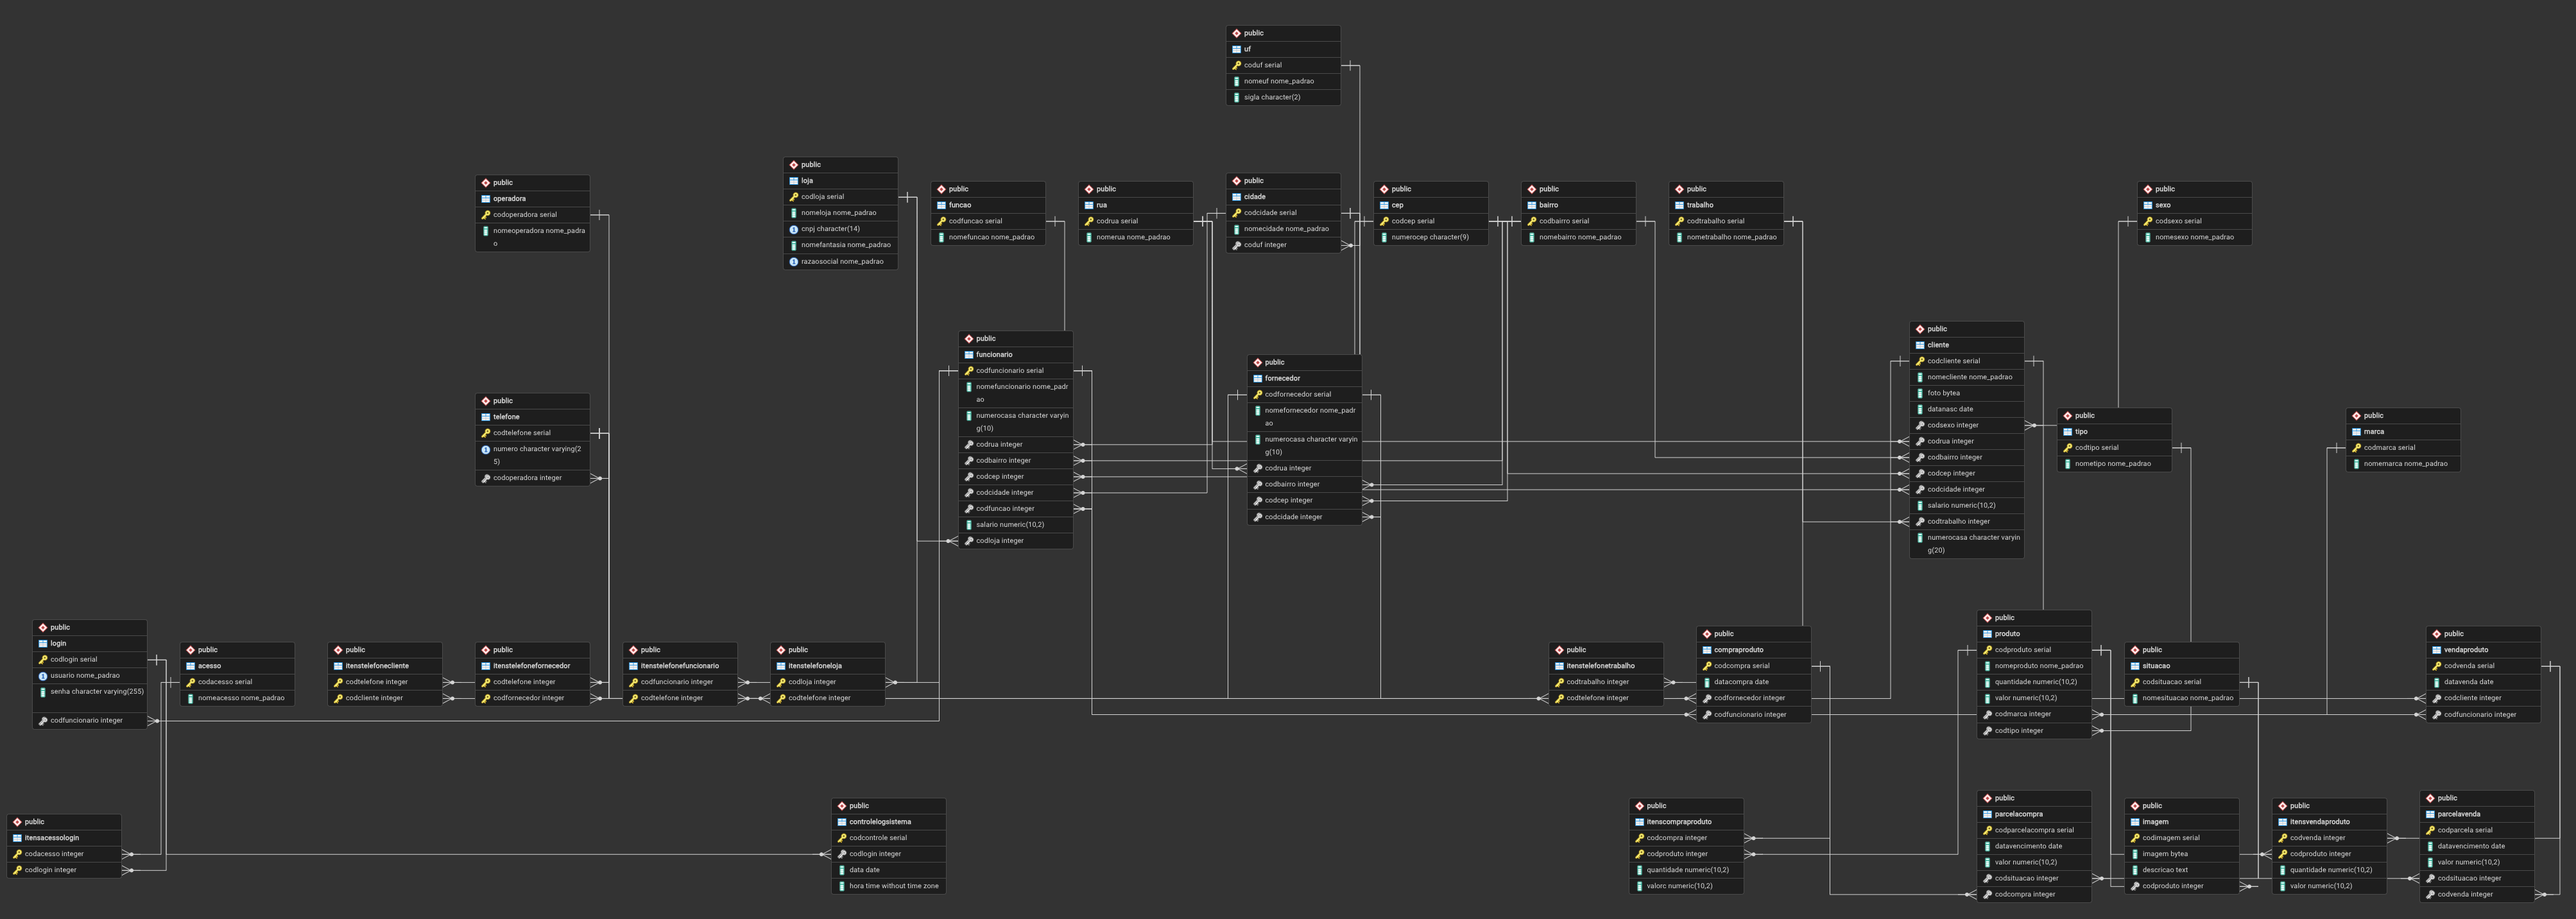 public
uf
coduf serial
nomeuf nome_padrao
sigla character(2)
public
operadora
codoperadora serial
nomeoperadora nome_padra
o
public
loja
codloja serial
nomeloja nome_padrao
cnpj character(14)
nomefantasia nome_padrao
razaosocial nome_padrao
public
funcao
codfuncao serial
nomefuncao nome_padrao
public
rua
codrua serial
nomerua nome_padrao
public
cidade
codcidade serial
nomecidade nome_padrao
coduf integer
public
cep
codcep serial
numerocep character(9)
public
bairro
codbairro serial
nomebairro nome_padrao
public
trabalho
codtrabalho serial
nometrabalho nome_padrao
public
sexo
codsexo serial
nomesexo nome_padrao
public
telefone
codtelefone serial
numero character varying(2
5)
codoperadora integer
public
funcionario
codfuncionario serial
nomefuncionario nome_padr
ao
numerocasa character varyin
g(10)
codrua integer
codbairro integer
codcep integer
codcidade integer
codfuncao integer
salario numeric(10,2)
codloja integer
public
fornecedor
codfornecedor serial
nomefornecedor nome_padr
ao
numerocasa character varyin
g(10)
codrua integer
codbairro integer
codcep integer
codcidade integer
public
cliente
codcliente serial
nomecliente nome_padrao
foto bytea
datanasc date
codsexo integer
codrua integer
codbairro integer
codcep integer
codcidade integer
salario numeric(10,2)
codtrabalho integer
numerocasa character varyin
g(20)
public
tipo
codtipo serial
nometipo nome_padrao
public
marca
codmarca serial
nomemarca nome_padrao
public
login
codlogin serial
usuario nome_padrao
senha character varying(255)
codfuncionario integer
public
acesso
codacesso serial
nomeacesso nome_padrao
public
itenstelefonecliente
codtelefone integer
codcliente integer
public
itenstelefonefornecedor
codtelefone integer
codfornecedor integer
public
itenstelefonefuncionario
codfuncionario integer
codtelefone integer
public
itenstelefoneloja
codloja integer
codtelefone integer
public
itenstelefonetrabalho
codtrabalho integer
codtelefone integer
public
compraproduto
codcompra serial
datacompra date
codfornecedor integer
codfuncionario integer
public
produto
codproduto serial
nomeproduto nome_padrao
quantidade numeric(10,2)
valor numeric(10,2)
codmarca integer
codtipo integer
public
situacao
codsituacao serial
nomesituacao nome_padrao
public
vendaproduto
codvenda serial
datavenda date
codcliente integer
codfuncionario integer
public
itensacessologin
codacesso integer
codlogin integer
public
controlelogsistema
codcontrole serial
codlogin integer
data date
hora time without time zone
public
itenscompraproduto
codcompra integer
codproduto integer
quantidade numeric(10,2)
valorc numeric(10,2)
public
parcelacompra
codparcelacompra serial
datavencimento date
valor numeric(10,2)
codsituacao integer
codcompra integer
public
imagem
codimagem serial
imagem bytea
descricao text
codproduto integer
public
itensvendaproduto
codvenda integer
codproduto integer
quantidade numeric(10,2)
valor numeric(10,2)
public
parcelavenda
codparcela serial
datavencimento date
valor numeric(10,2)
codsituacao integer
codvenda integer